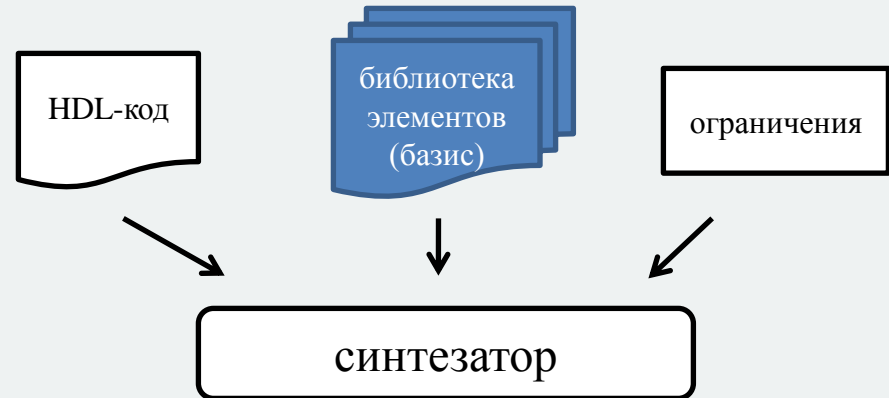 HDL-код
библиотека
элементов
(базис)
ограничения
синтезатор